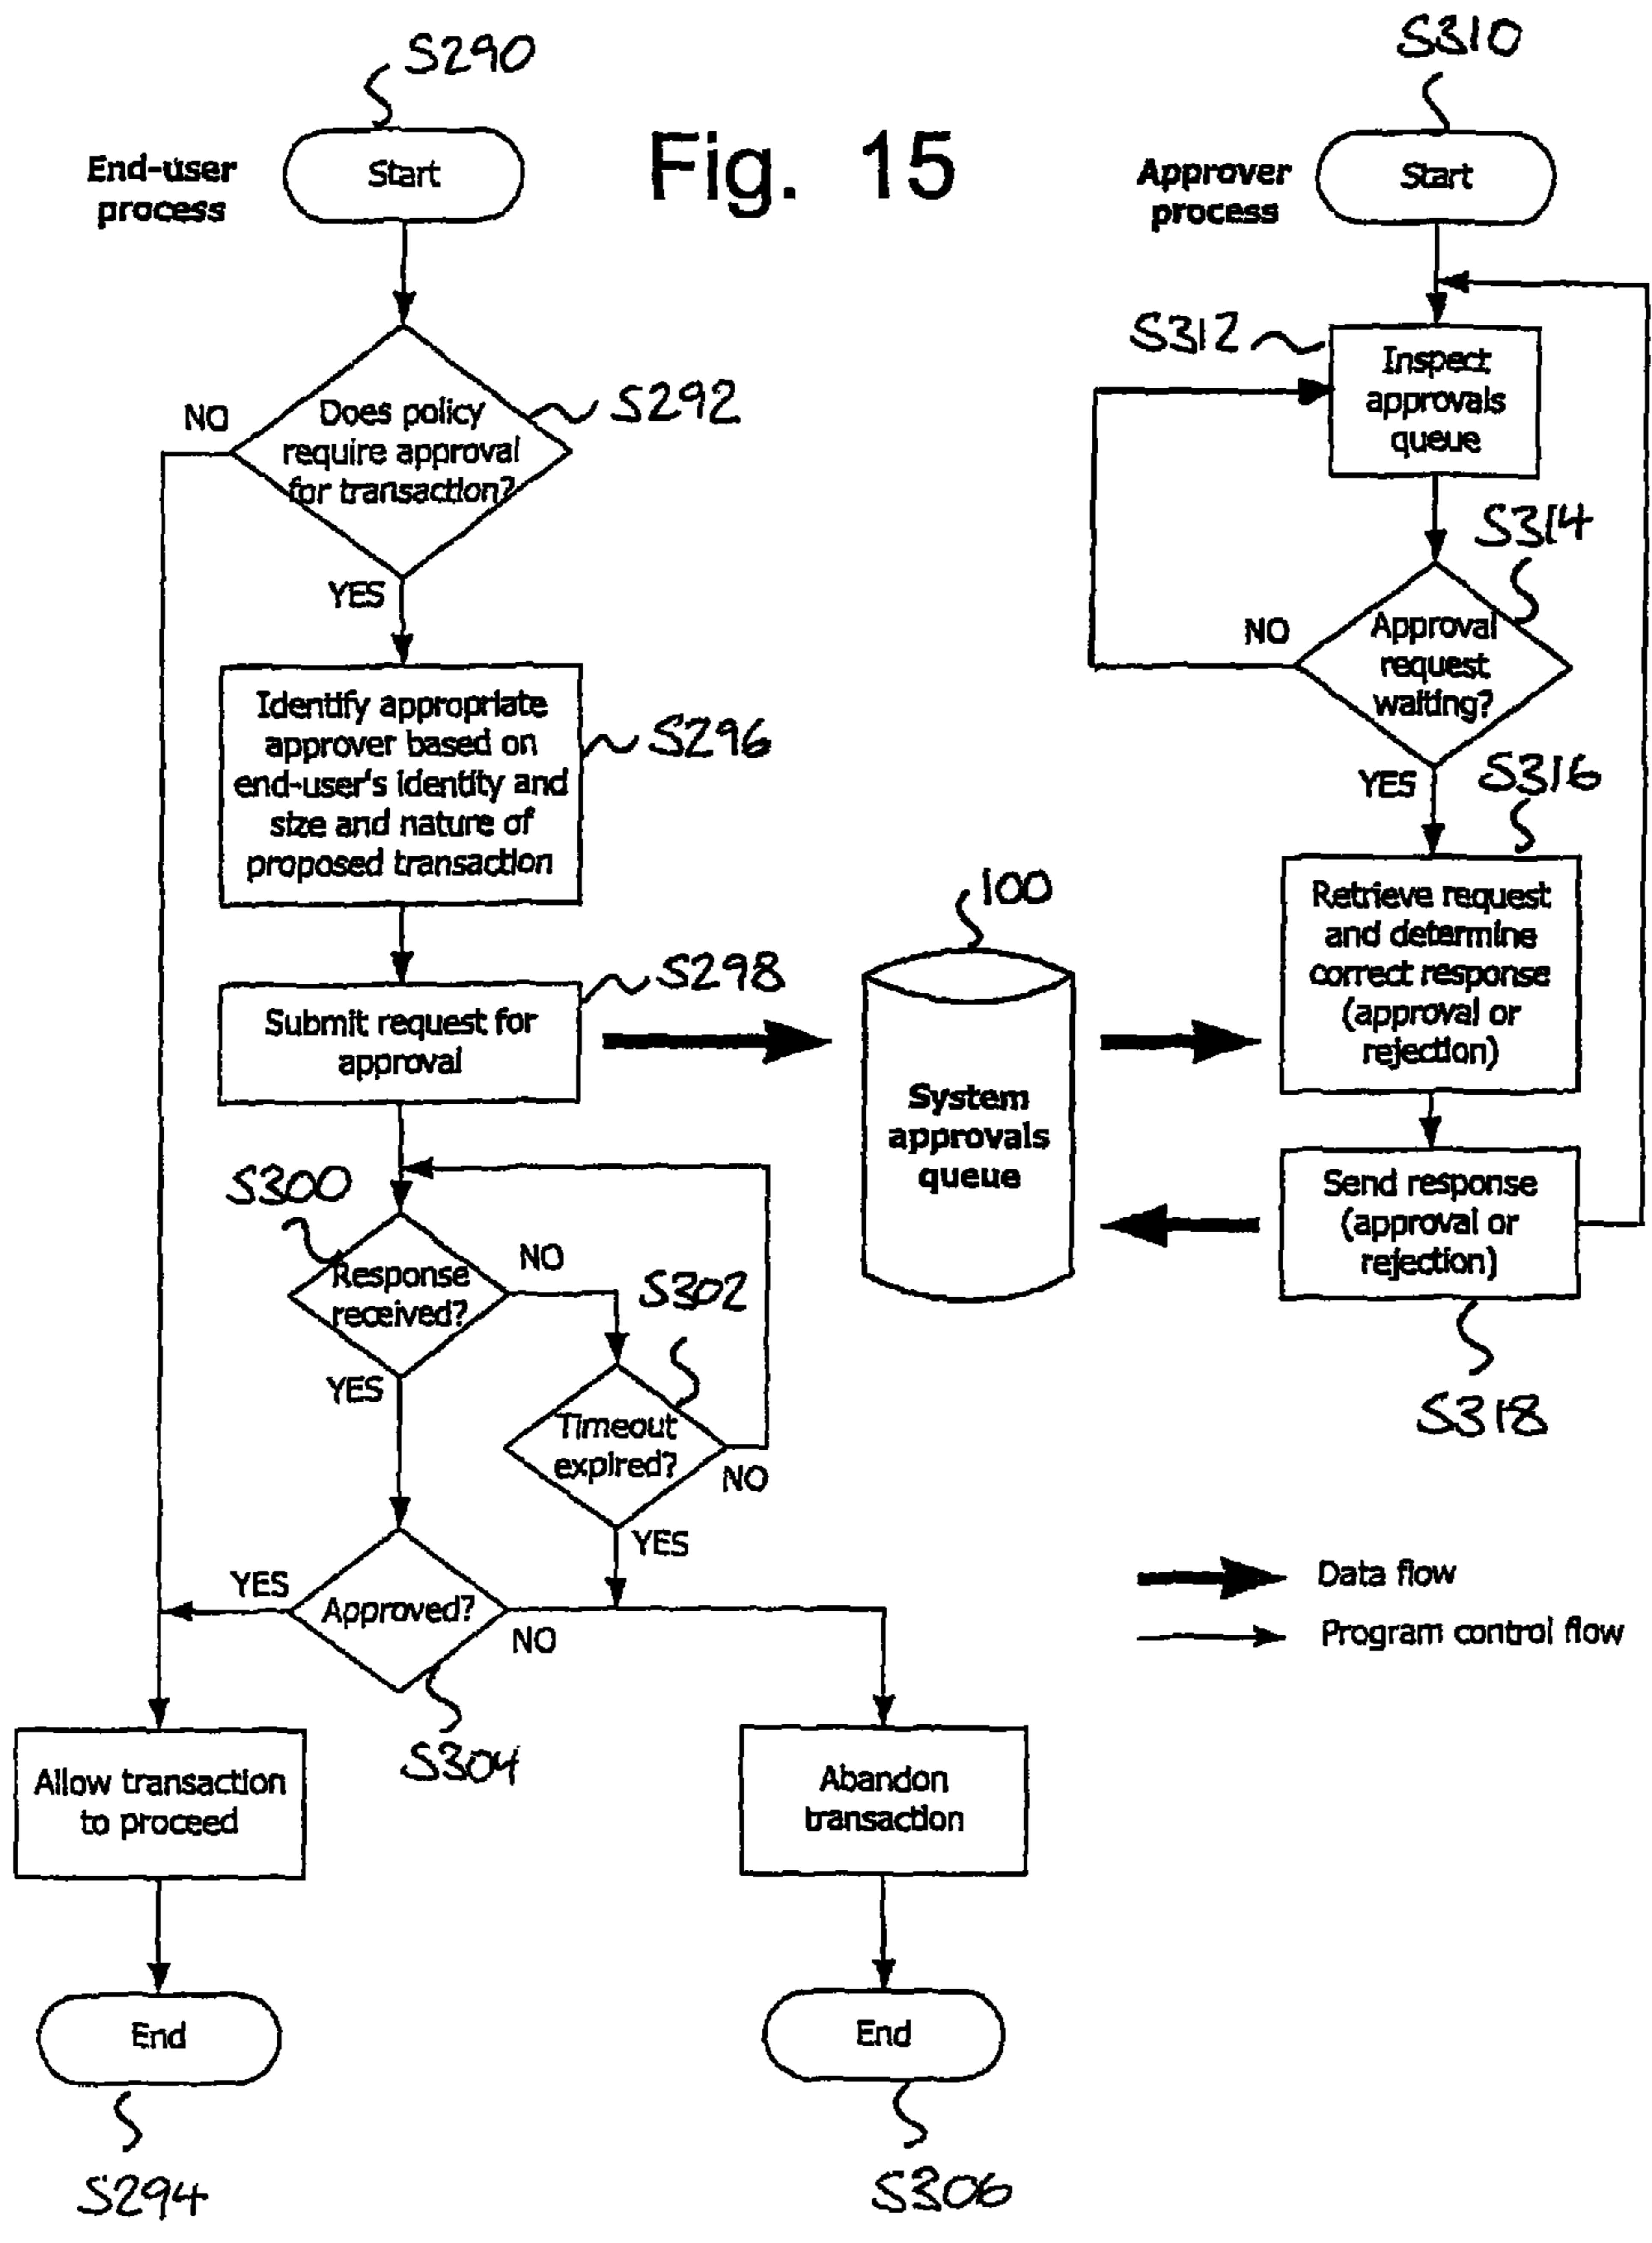 S290
S310
Fig. 15
End-user
process
Start
Approver
process
Start
NO
Does policy
require approval
for transaction?
S292
YES
S312
Inspect
approvals
queue
S314
NO
Approval
request
waiting?
YES
S316
Identify appropriate
approver based on
end-user's identity and
size and nature of
proposed transaction
S296
Retrieve request
and determine
correct response
(approval or
rejection)
100
S298
Submit request for
approval
System
approvals
queue
Send response
(approval or
rejection)
S318
S300
Response
received?
NO
YES
S302
Timeout
expired?
NO
YES
YES
Approved?
NO
S304
Data flow
Program control flow
Allow transaction
to proceed
Abandon
transaction
End
End
S294
S306